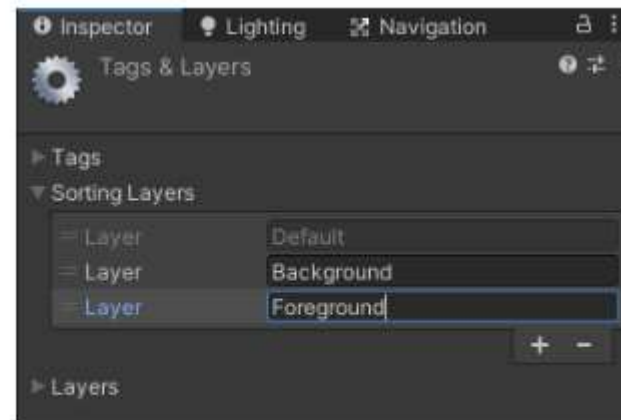 Inspector Lighting Navigation
Tags & Layers
Tags
Sorting Layers
Layer Default
Layer Background
Layer Foreground
+ -
Layers